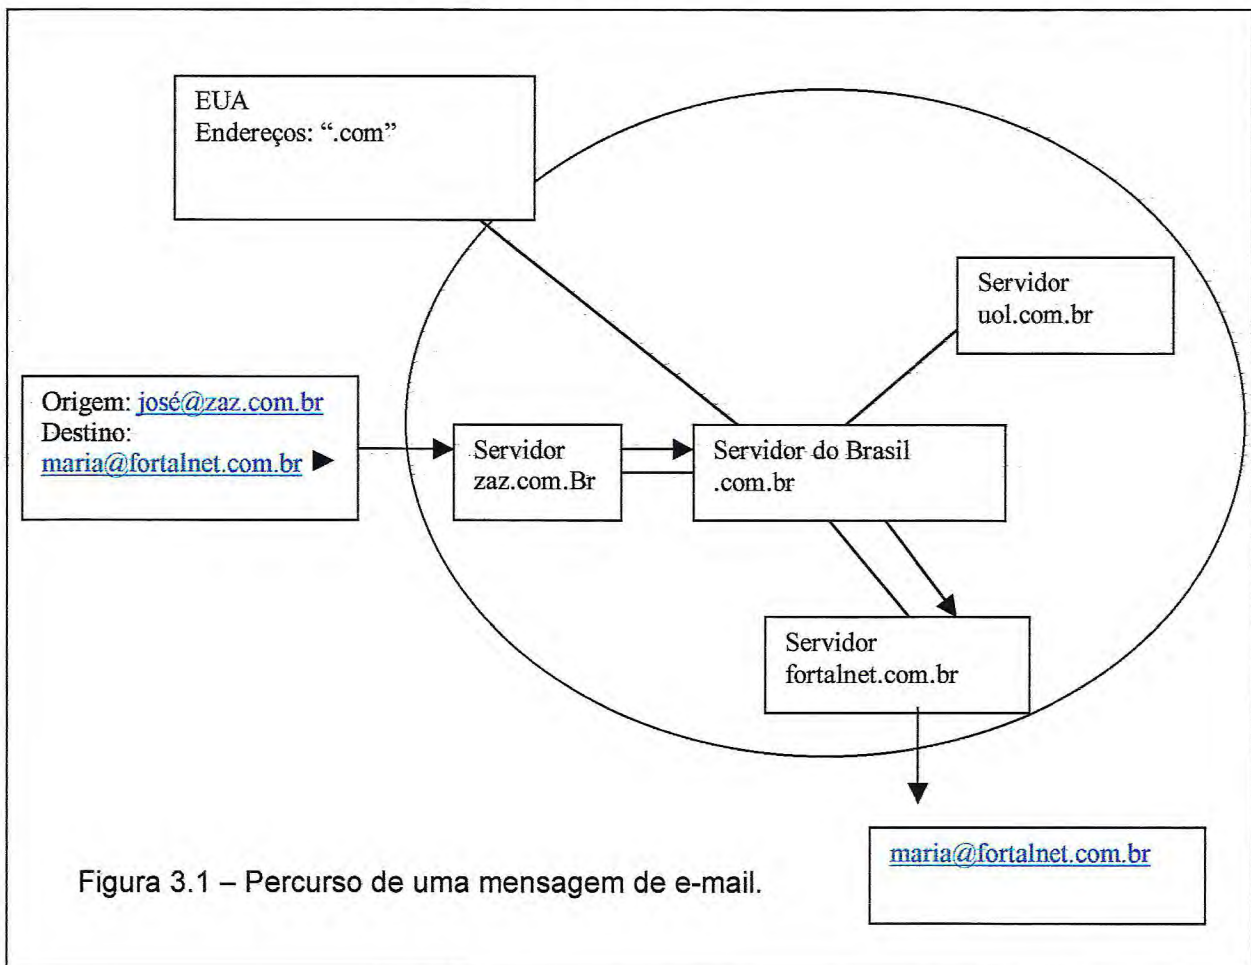 EUA
Endereços: “.com”
Servidor
uol.com.br
Origem: josé@zaz.com.br
Destino:
maria@fortalnet.com.br
Servidor
zaz.com.Br
Servidor do Brasil
.com.br
Servidor
fortalnet.com.br
maria@fortalnet.com.br
Figura 3.1 – Percurso de uma mensagem de e-mail.